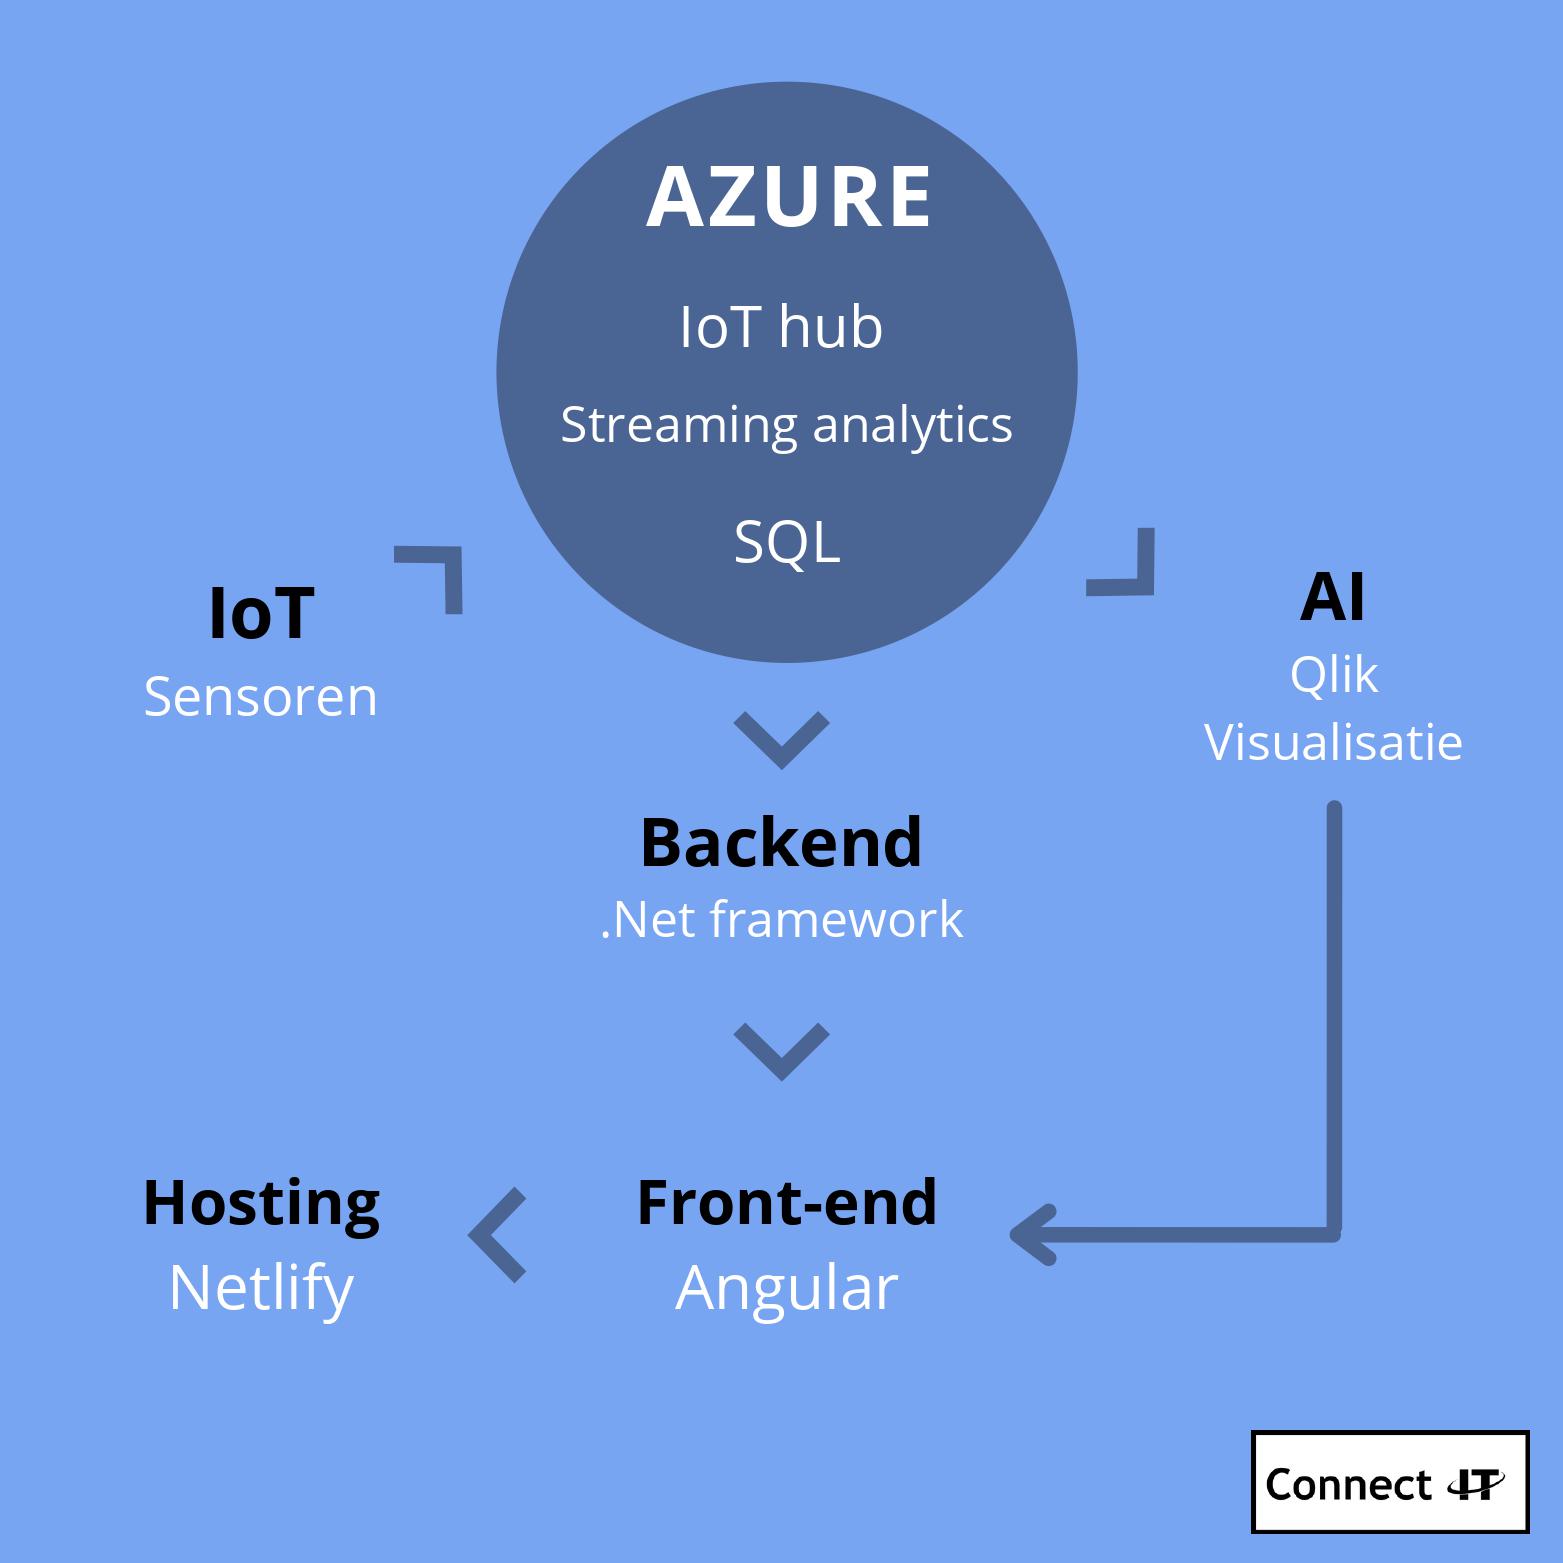 AZURE
IoT hub
Streaming analytics
SQL
IoT
Sensoren
AI
Qlik
Visualisatie
Backend
.Net framework
Hosting
Netlify
Front-end
Angular
Connect IT